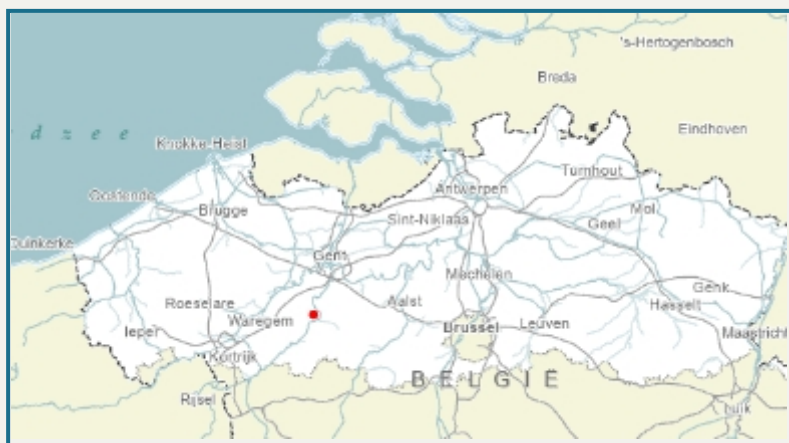 's-Hertogenbosch
Breda
Eindhoven
d z e e
Knokke-Heist
Turnhout
Antwerpen
Oostende
Brugge
Sint-Niklaas
Mol
Geel
Duinkerke
Gent
Mechelen
Genk
Roeselare
Aalst
Hasselt
Waregem
Brussel
Leuven
Ieper
Maastricht
Kortrijk
BELGIË
Rijsel
Luik